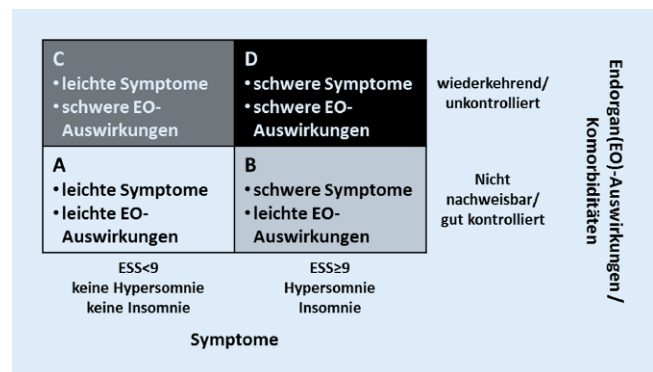 C
• leichte Symptome
• schwere EO-
Auswirkungen
D
• schwere Symptome
• schwere EO-
Auswirkungen
wiederkehrend/
unkontrolliert
A
• leichte Symptome
• leichte EO-
Auswirkungen
B
• schwere Symptome
• leichte EO-
Auswirkungen
Nicht
nachweisbar/
gut kontrolliert
Endorgan(EO)-Auswirkungen /
Komorbiditäten
ESS<9
keine Hypersomnie
keine Insomnie
ESS≥9
Hypersomnie
Insomnie
Symptome